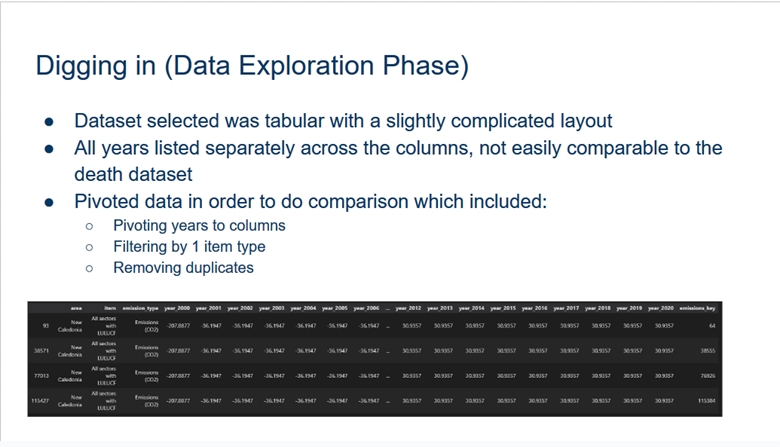 Digging in (Data Exploration Phase)
● Dataset selected was tabular with a slightly complicated layout
● All years listed separately across the columns, not easily comparable to the
death dataset
● Pivoted data in order to do comparison which included:
○ Pivoting years to columns
○ Filtering by 1 item type
○ Removing duplicates
area item emission_type year_2000 year_2001 year_2002 year_2003 year_2004 year_2005 year_2006 ... year_2012 year_2013 year_2014 year_2015 year_2016 year_2017 year_2018 year_2019 year_2020 emissions_key
93 New Caledonia All sectors with LULUCF Emissions (CO2) -207.8877 -36.1947 -36.1947 -36.1947 -36.1947 -36.1947 -36.1947 ... 30.9357 30.9357 30.9357 30.9357 30.9357 30.9357 30.9357 30.9357 30.9357 64
38571 New Caledonia All sectors with LULUCF Emissions (CO2) -207.8877 -36.1947 -36.1947 -36.1947 -36.1947 -36.1947 -36.1947 ... 30.9357 30.9357 30.9357 30.9357 30.9357 30.9357 30.9357 30.9357 30.9357 38555
77013 New Caledonia All sectors with LULUCF Emissions (CO2) -207.8877 -36.1947 -36.1947 -36.1947 -36.1947 -36.1947 -36.1947 ... 30.9357 30.9357 30.9357 30.9357 30.9357 30.9357 30.9357 30.9357 30.9357 76926
115427 New Caledonia All sectors with LULUCF Emissions (CO2) -207.8877 -36.1947 -36.1947 -36.1947 -36.1947 -36.1947 -36.1947 ... 30.9357 30.9357 30.9357 30.9357 30.9357 30.9357 30.9357 30.9357 30.9357 115304